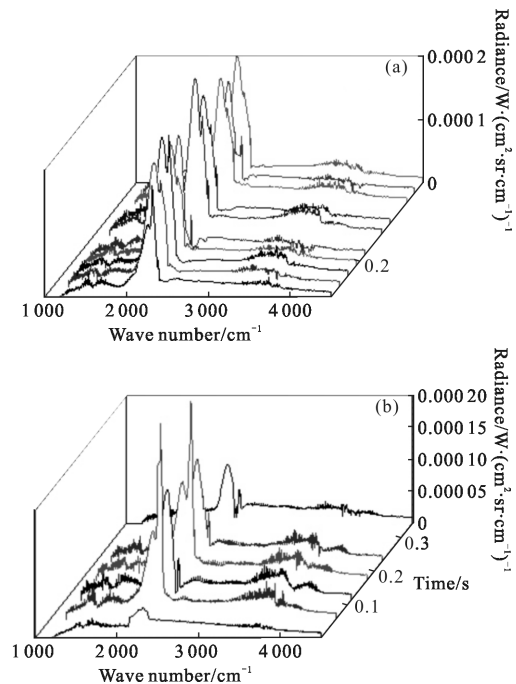 (a)
0.000 2
0.000 1
0
Radiance/W·(cm²·sr·cm⁻¹)⁻¹
0.2
1 000
2 000
3 000
4 000
Wave number/cm⁻¹
(b)
0.000 20
0.000 15
0.000 10
0.000 05
0
Radiance/W·(cm²·sr·cm⁻¹)⁻¹
0.3
0.2
0.1
Time/s
1 000
2 000
3 000
4 000
Wave number/cm⁻¹